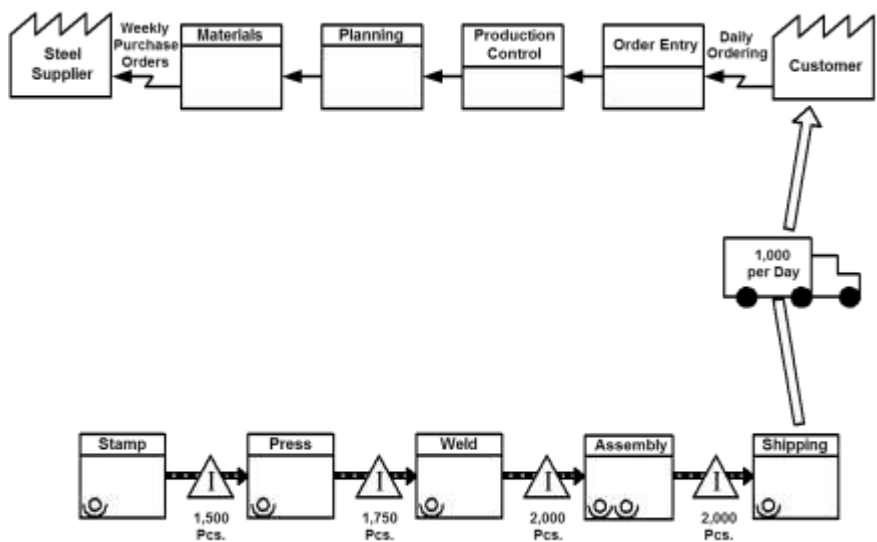 Steel
Supplier
Weekly
Purchase
Orders
Materials
Planning
Production
Control
Order Entry
Daily
Ordering
Customer
1,000
per Day
Stamp
Press
Weld
Assembly
Shipping
I
I
I
I
1,500
Pcs.
1,750
Pcs.
2,000
Pcs.
2,000
Pcs.